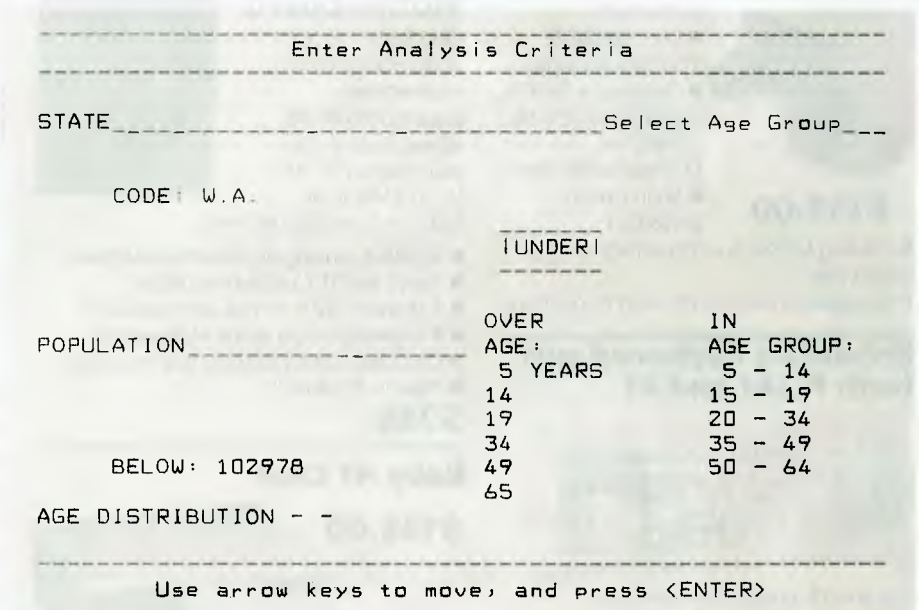 Enter Analysis Criteria
STATE Select Age Group
CODE: W.A.
|UNDER|
OVER IN
POPULATION AGE: AGE GROUP:
5 YEARS 5 - 14
14 15 - 19
19 20 - 34
34 35 - 49
BELOW: 102978 49 50 - 64
65
AGE DISTRIBUTION - -
Use arrow keys to move, and press <ENTER>